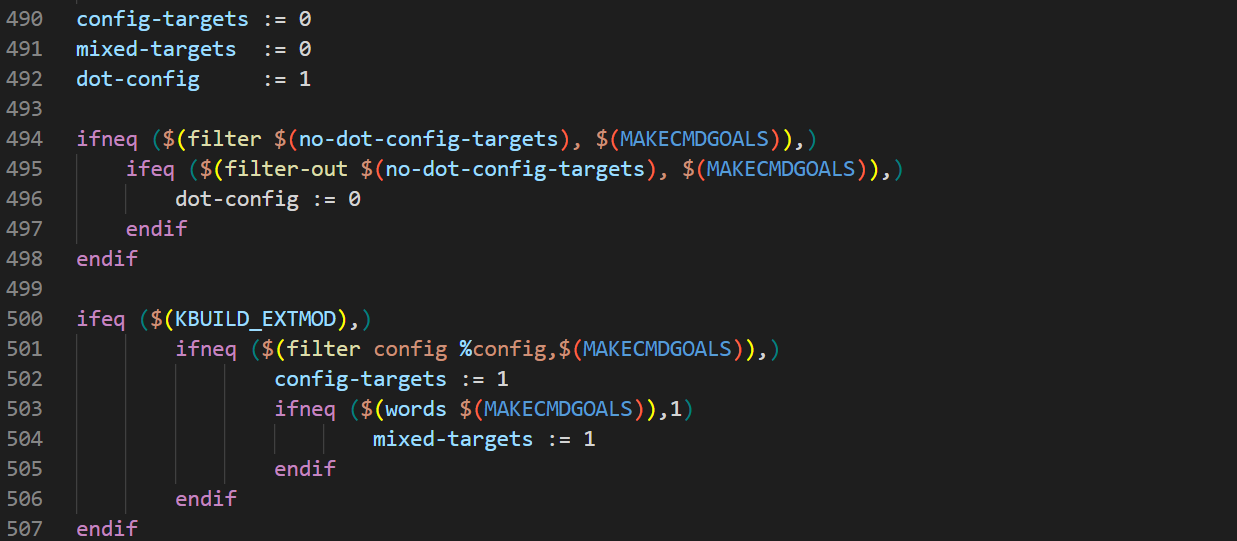 490 config-targets := 0
491 mixed-targets  := 0
492 dot-config     := 1
493
494 ifneq ($(filter $(no-dot-config-targets), $(MAKECMDGOALS)),)
495     ifeq ($(filter-out $(no-dot-config-targets), $(MAKECMDGOALS)),)
496         dot-config := 0
497     endif
498 endif
499
500 ifeq ($(KBUILD_EXTMOD),)
501         ifneq ($(filter config %config,$(MAKECMDGOALS)),)
502                 config-targets := 1
503                 ifneq ($(words $(MAKECMDGOALS)),1)
504                         mixed-targets := 1
505                 endif
506         endif
507 endif